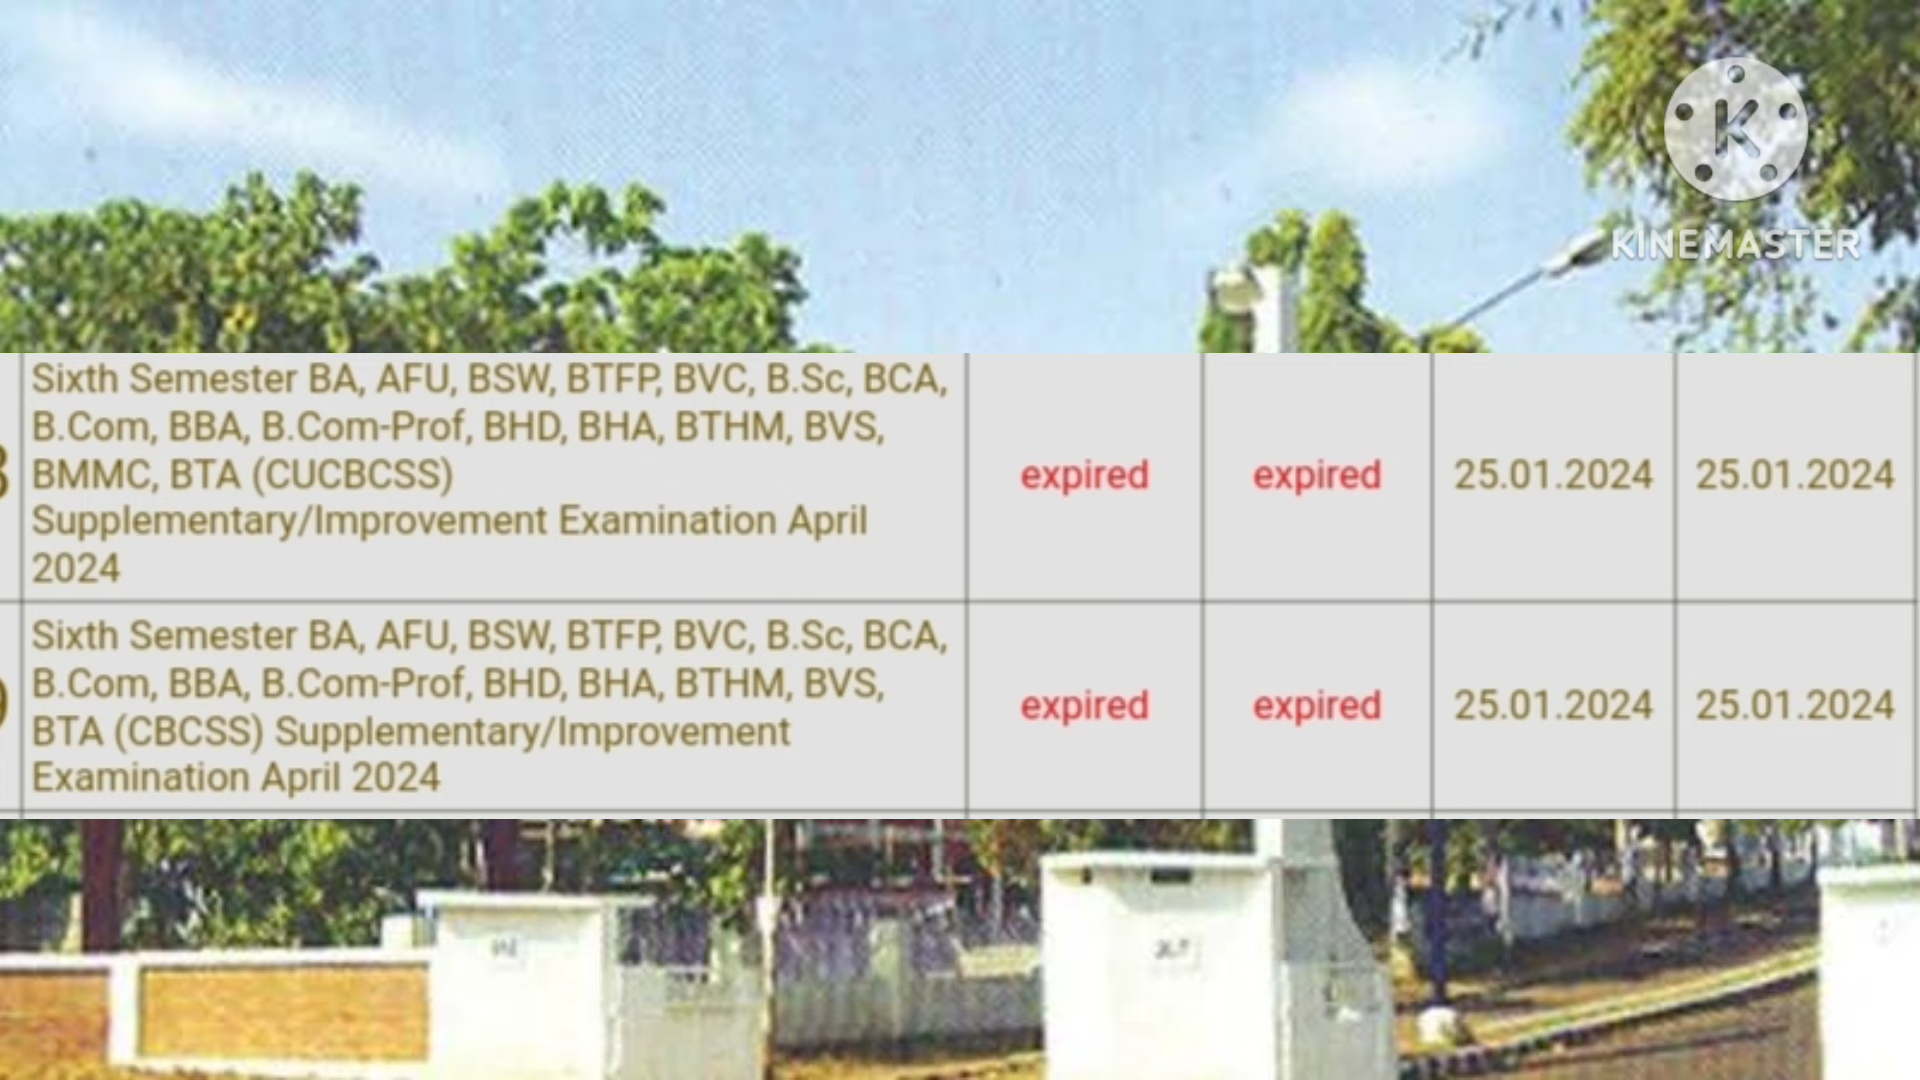 K
KINEMASTER
Sixth Semester BA, AFU, BSW, BTFP, BVC, B.Sc, BCA,
B.Com, BBA, B.Com-Prof, BHD, BHA, BTHM, BVS,
BMMC, BTA (CUCBCSS)
Supplementary/Improvement Examination April
2024
expired
expired
25.01.2024
25.01.2024
Sixth Semester BA, AFU, BSW, BTFP, BVC, B.Sc, BCA,
B.Com, BBA, B.Com-Prof, BHD, BHA, BTHM, BVS,
BTA (CBCSS) Supplementary/Improvement
Examination April 2024
expired
expired
25.01.2024
25.01.2024